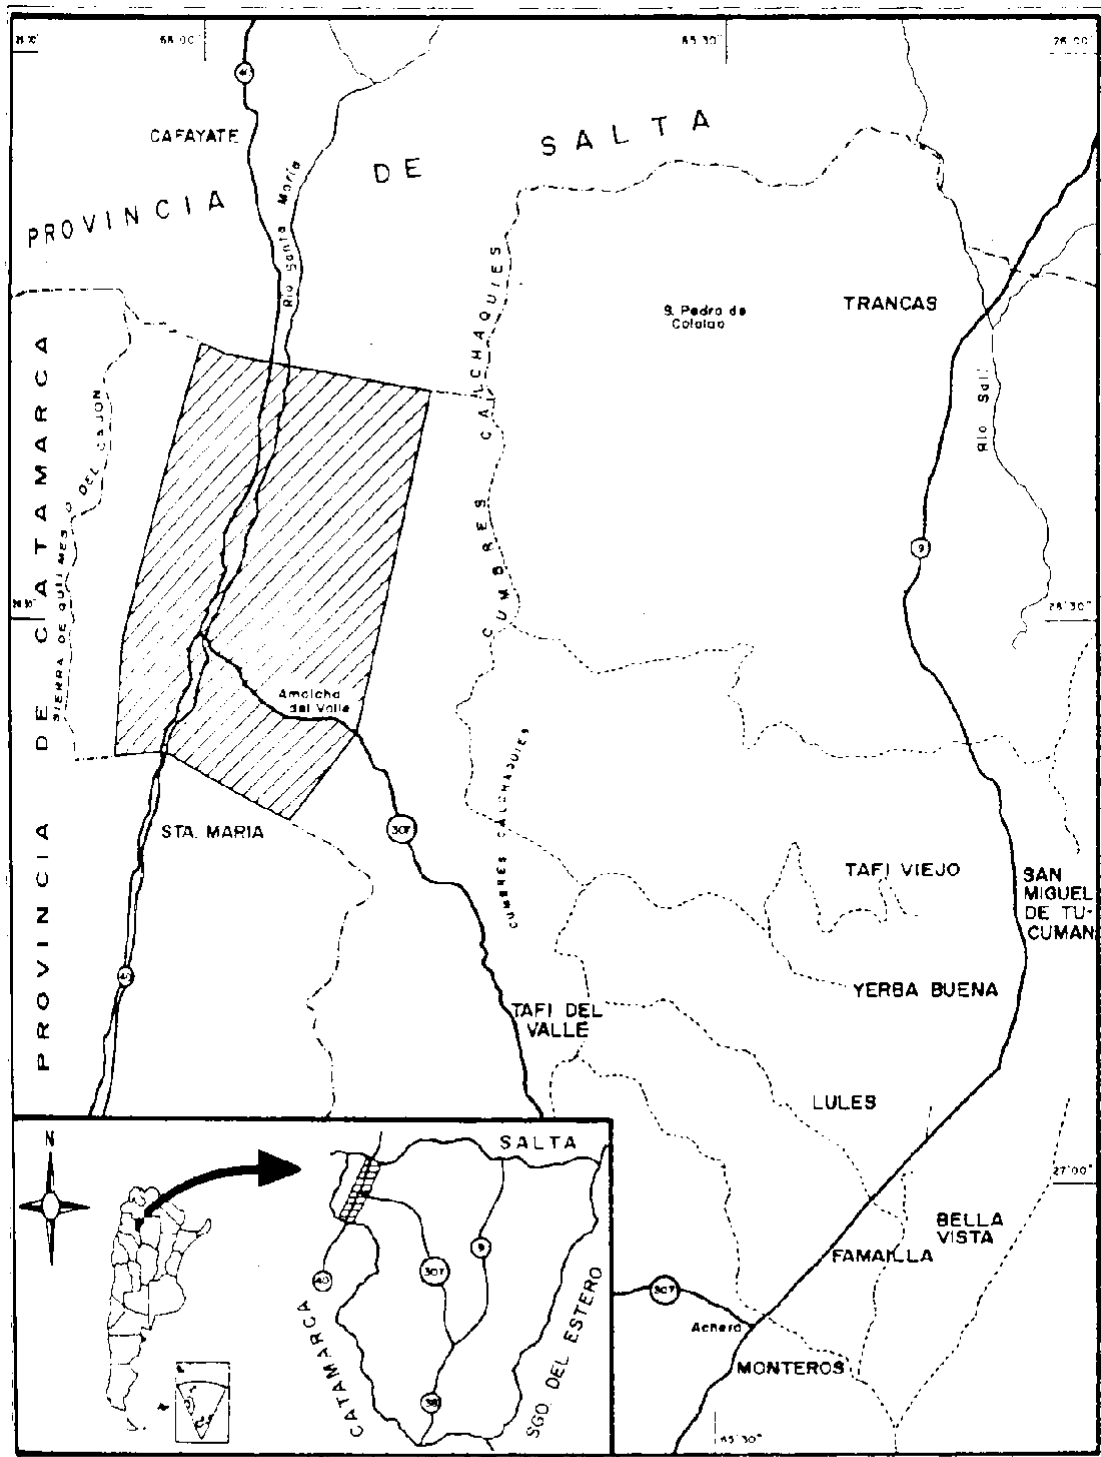 66°00'
65°30'
26°00'
40
CAFAYATE
PROVINCIA DE SALTA
Río Santa María
CUMBRES CALCHAQUIES
S. Pedro de
Colalao
TRANCAS
Río Salí
PROVINCIA DE CATAMARCA
SIERRA DE QUILMES O DEL CAJON
9
26°30'
Amaicha
del Valle
CUMBRES CALCHAQUIES
STA. MARIA
307
TAFI VIEJO
SAN
MIGUEL
DE TU-
CUMAN
40
YERBA BUENA
TAFI DEL
VALLE
LULES
27°00'
BELLA
VISTA
FAMAILLA
307
Acheral
MONTEROS
65°30'
N
SALTA
9
307
40
38
CATAMARCA
SGO. DEL ESTERO